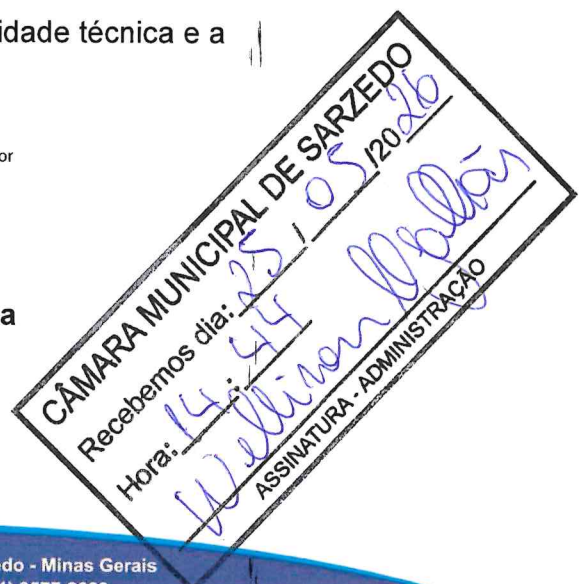 idade técnica e a
or
a
CÂMARA MUNICIPAL DE SARZEDO
Recebemos dia: 25 / 05 /2026
Hora: 14:44
ASSINATURA - ADMINISTRAÇÃO
do - Minas Gerais